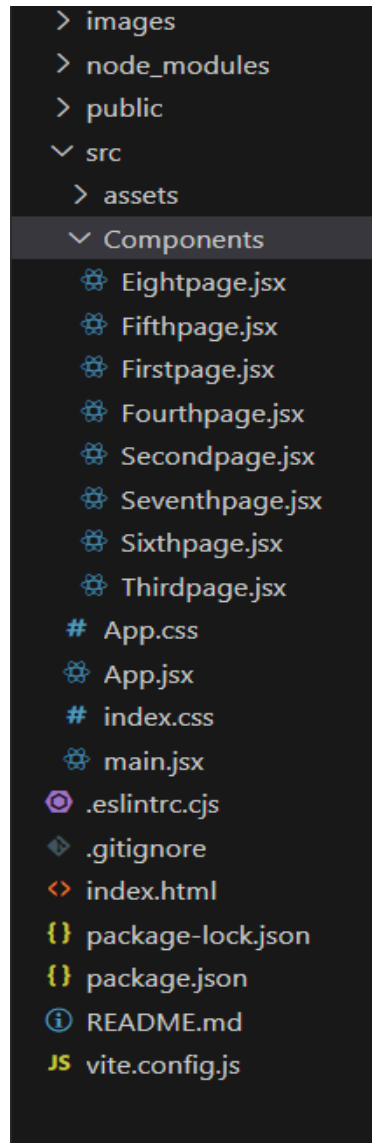 images
node_modules
public
src
assets
Components
Eightpage.jsx
Fifthpage.jsx
Firstpage.jsx
Fourthpage.jsx
Secondpage.jsx
Seventhpage.jsx
Sixthpage.jsx
Thirdpage.jsx
# App.css
App.jsx
# index.css
main.jsx
.eslintrc.cjs
.gitignore
<> index.html
{} package-lock.json
{} package.json
README.md
JS vite.config.js